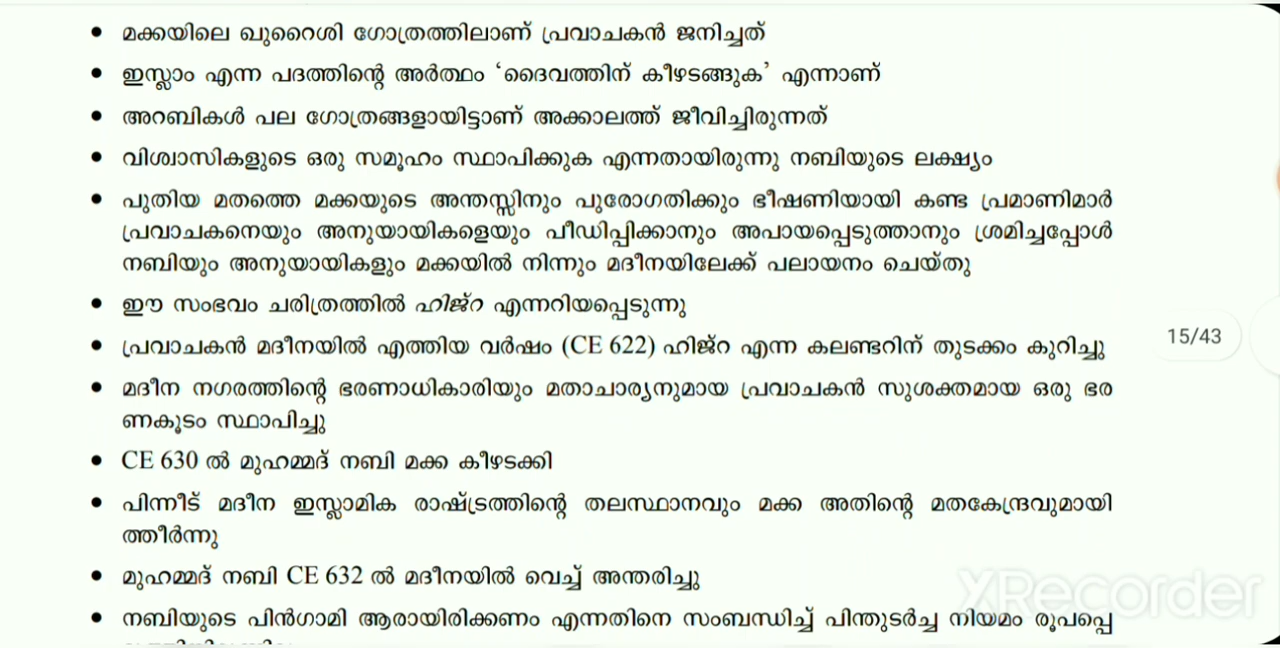 • മക്കയിലെ ഖുറൈശി ഗോത്രത്തിലാണ് പ്രവാചകൻ ജനിച്ചത്
• ഇസ്ലാം എന്ന പദത്തിന്റെ അർത്ഥം ‘ദൈവത്തിന് കീഴടങ്ങുക’ എന്നാണ്
• അറബികൾ പല ഗോത്രങ്ങളായിട്ടാണ് അക്കാലത്ത് ജീവിച്ചിരുന്നത്
• വിശ്വാസികളുടെ ഒരു സമൂഹം സ്ഥാപിക്കുക എന്നതായിരുന്നു നബിയുടെ ലക്ഷ്യം
• പുതിയ മതത്തെ മക്കയുടെ അന്തസ്സിനും പുരോഗതിക്കും ഭീഷണിയായി കണ്ട പ്രമാണിമാർ
പ്രവാചകനെയും അനുയായികളെയും പീഡിപ്പിക്കാനും അപായപ്പെടുത്താനും ശ്രമിച്ചപ്പോൾ
നബിയും അനുയായികളും മക്കയിൽ നിന്നും മദീനയിലേക്ക് പലായനം ചെയ്തു
• ഈ സംഭവം ചരിത്രത്തിൽ ഹിജ്റ എന്നറിയപ്പെടുന്നു
• പ്രവാചകൻ മദീനയിൽ എത്തിയ വർഷം (CE 622) ഹിജ്റ എന്ന കലണ്ടറിന് തുടക്കം കുറിച്ചു
15/43
• മദീന നഗരത്തിന്റെ ഭരണാധികാരിയും മതാചാര്യനുമായ പ്രവാചകൻ സുശക്തമായ ഒരു ഭര
ണകൂടം സ്ഥാപിച്ചു
• CE 630 ൽ മുഹമ്മദ് നബി മക്ക കീഴടക്കി
• പിന്നീട് മദീന ഇസ്ലാമിക രാഷ്ട്രത്തിന്റെ തലസ്ഥാനവും മക്ക അതിന്റെ മതകേന്ദ്രവുമായി
ത്തീർന്നു
• മുഹമ്മദ് നബി CE 632 ൽ മദീനയിൽ വെച്ച് അന്തരിച്ചു
XRecorder
• നബിയുടെ പിൻഗാമി ആരായിരിക്കണം എന്നതിനെ സംബന്ധിച്ച് പിന്തുടർച്ച നിയമം രൂപപ്പെ